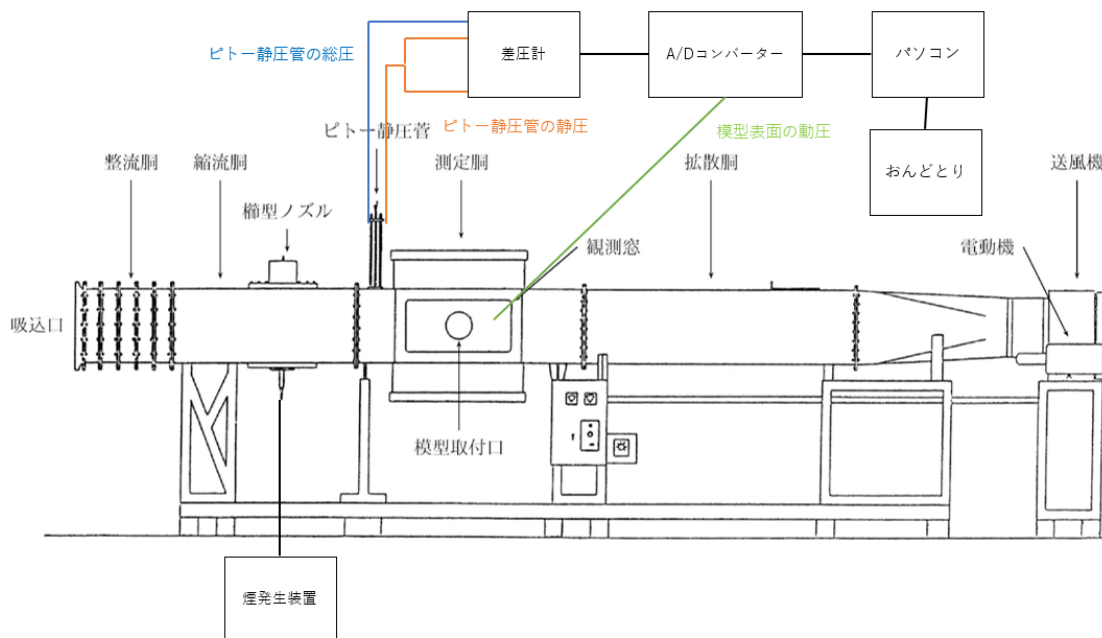 ピトー静圧管の総圧
差圧計
A/Dコンバーター
パソコン
ピトー静圧菅
ピトー静圧管の静圧
模型表面の動圧
おんどとり
整流胴
縮流胴
測定胴
拡散胴
送風機
櫛型ノズル
観測窓
電動機
吸込口
模型取付口
煙発生装置